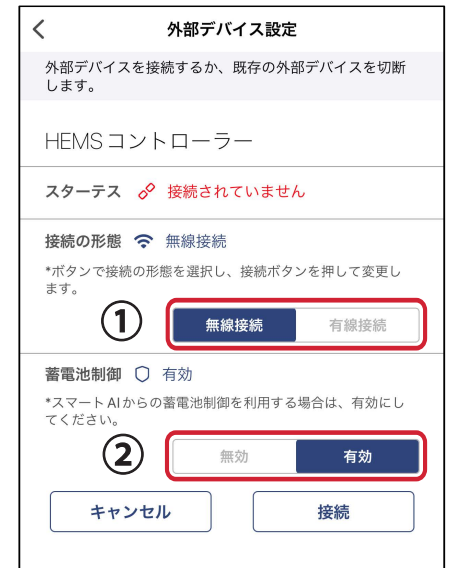 外部デバイス設定
外部デバイスを接続するか、既存の外部デバイスを切断
します。
HEMSコントローラー
スターテス 接続されていません
接続の形態 無線接続
*ボタンで接続の形態を選択し、接続ボタンを押して変更し
ます。
① 無線接続 有線接続
蓄電池制御 有効
*スマートAIからの蓄電池制御を利用する場合は、有効にし
てください。
② 無効 有効
キャンセル 接続